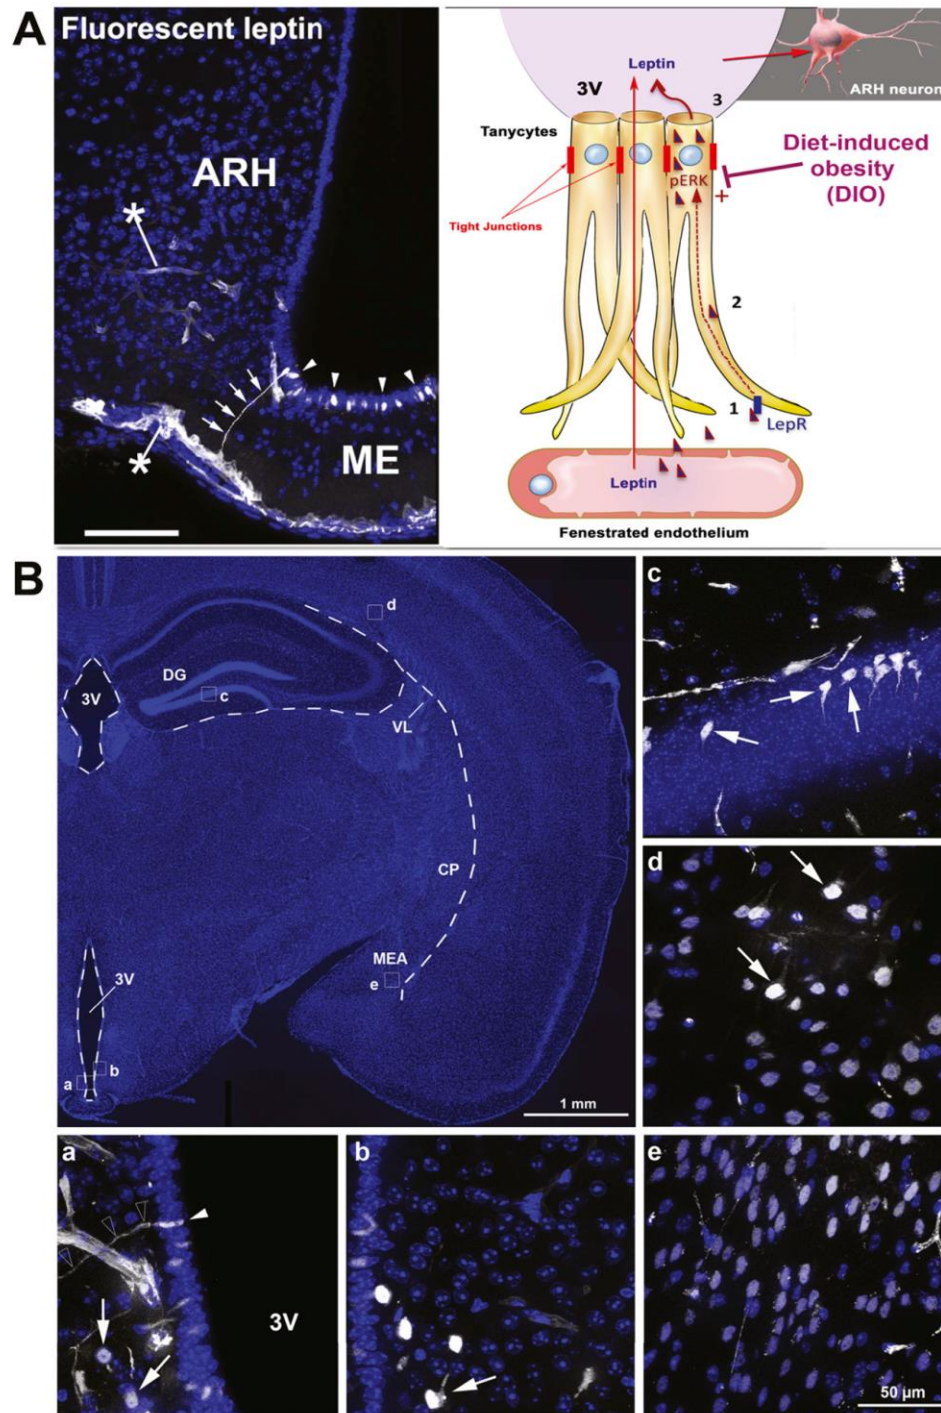 A
Fluorescent leptin
ARH
*
*
ME
Leptin
3V
3
ARH neuron
Tanycytes
Diet-induced
obesity
(DIO)
pERK
+
Tight Junctions
2
1
LepR
Leptin
Fenestrated endothelium
B
d
DG
c
3V
VL
CP
MEA
e
3V
a
b
1 mm
c
d
a
3V
b
e
50 µm